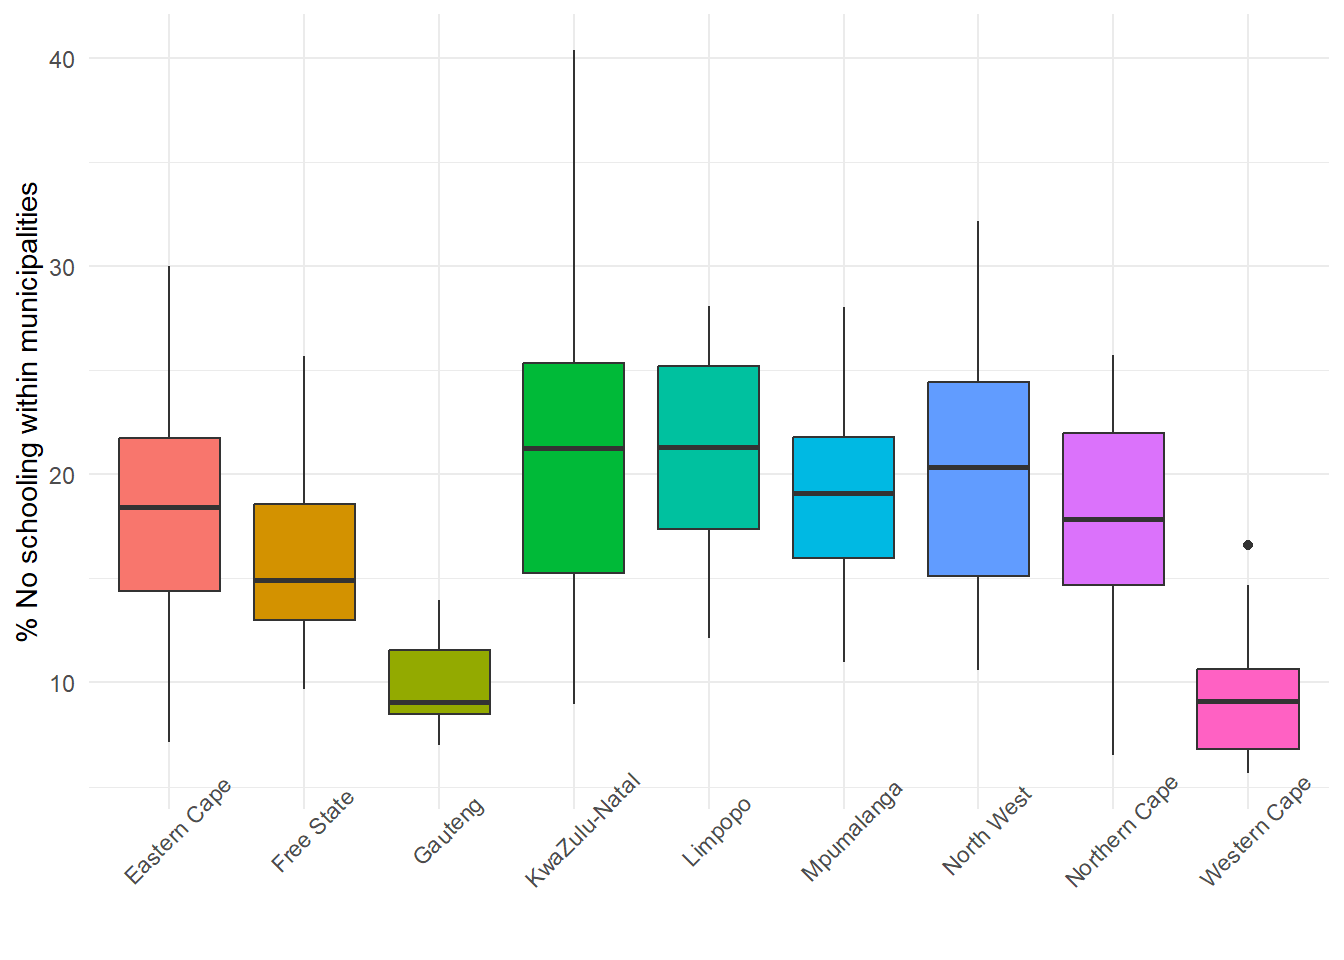 % No schooling within municipalities
40
30
20
10
Eastern Cape
Free State
Gauteng
KwaZulu-Natal
Limpopo
Mpumalanga
North West
Northern Cape
Western Cape